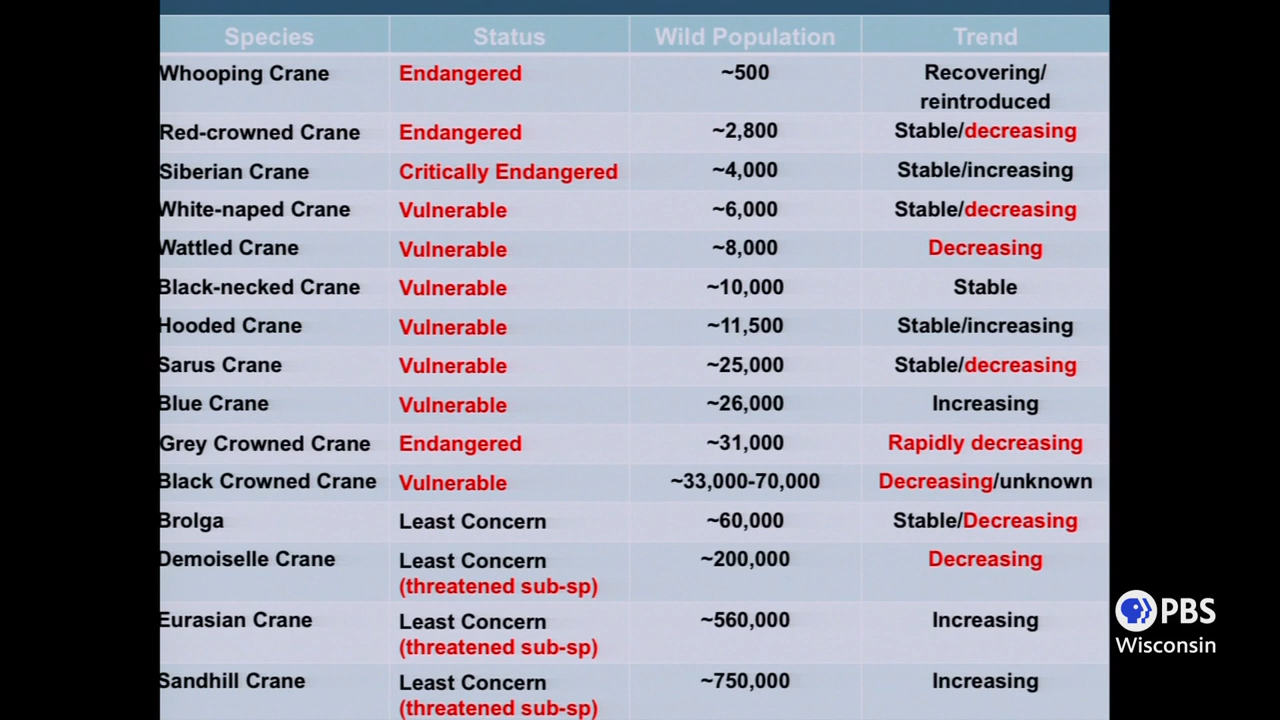 Species Status Wild Population Trend
Whooping Crane Endangered ~500 Recovering/
reintroduced
Red-crowned Crane Endangered ~2,800 Stable/decreasing
Siberian Crane Critically Endangered ~4,000 Stable/increasing
White-naped Crane Vulnerable ~6,000 Stable/decreasing
Wattled Crane Vulnerable ~8,000 Decreasing
Black-necked Crane Vulnerable ~10,000 Stable
Hooded Crane Vulnerable ~11,500 Stable/increasing
Sarus Crane Vulnerable ~25,000 Stable/decreasing
Blue Crane Vulnerable ~26,000 Increasing
Grey Crowned Crane Endangered ~31,000 Rapidly decreasing
Black Crowned Crane Vulnerable ~33,000-70,000 Decreasing/unknown
Brolga Least Concern ~60,000 Stable/Decreasing
Demoiselle Crane Least Concern ~200,000 Decreasing
(threatened sub-sp)
Eurasian Crane Least Concern ~560,000 Increasing
(threatened sub-sp)
Sandhill Crane Least Concern ~750,000 Increasing
(threatened sub-sp)
PBS
Wisconsin